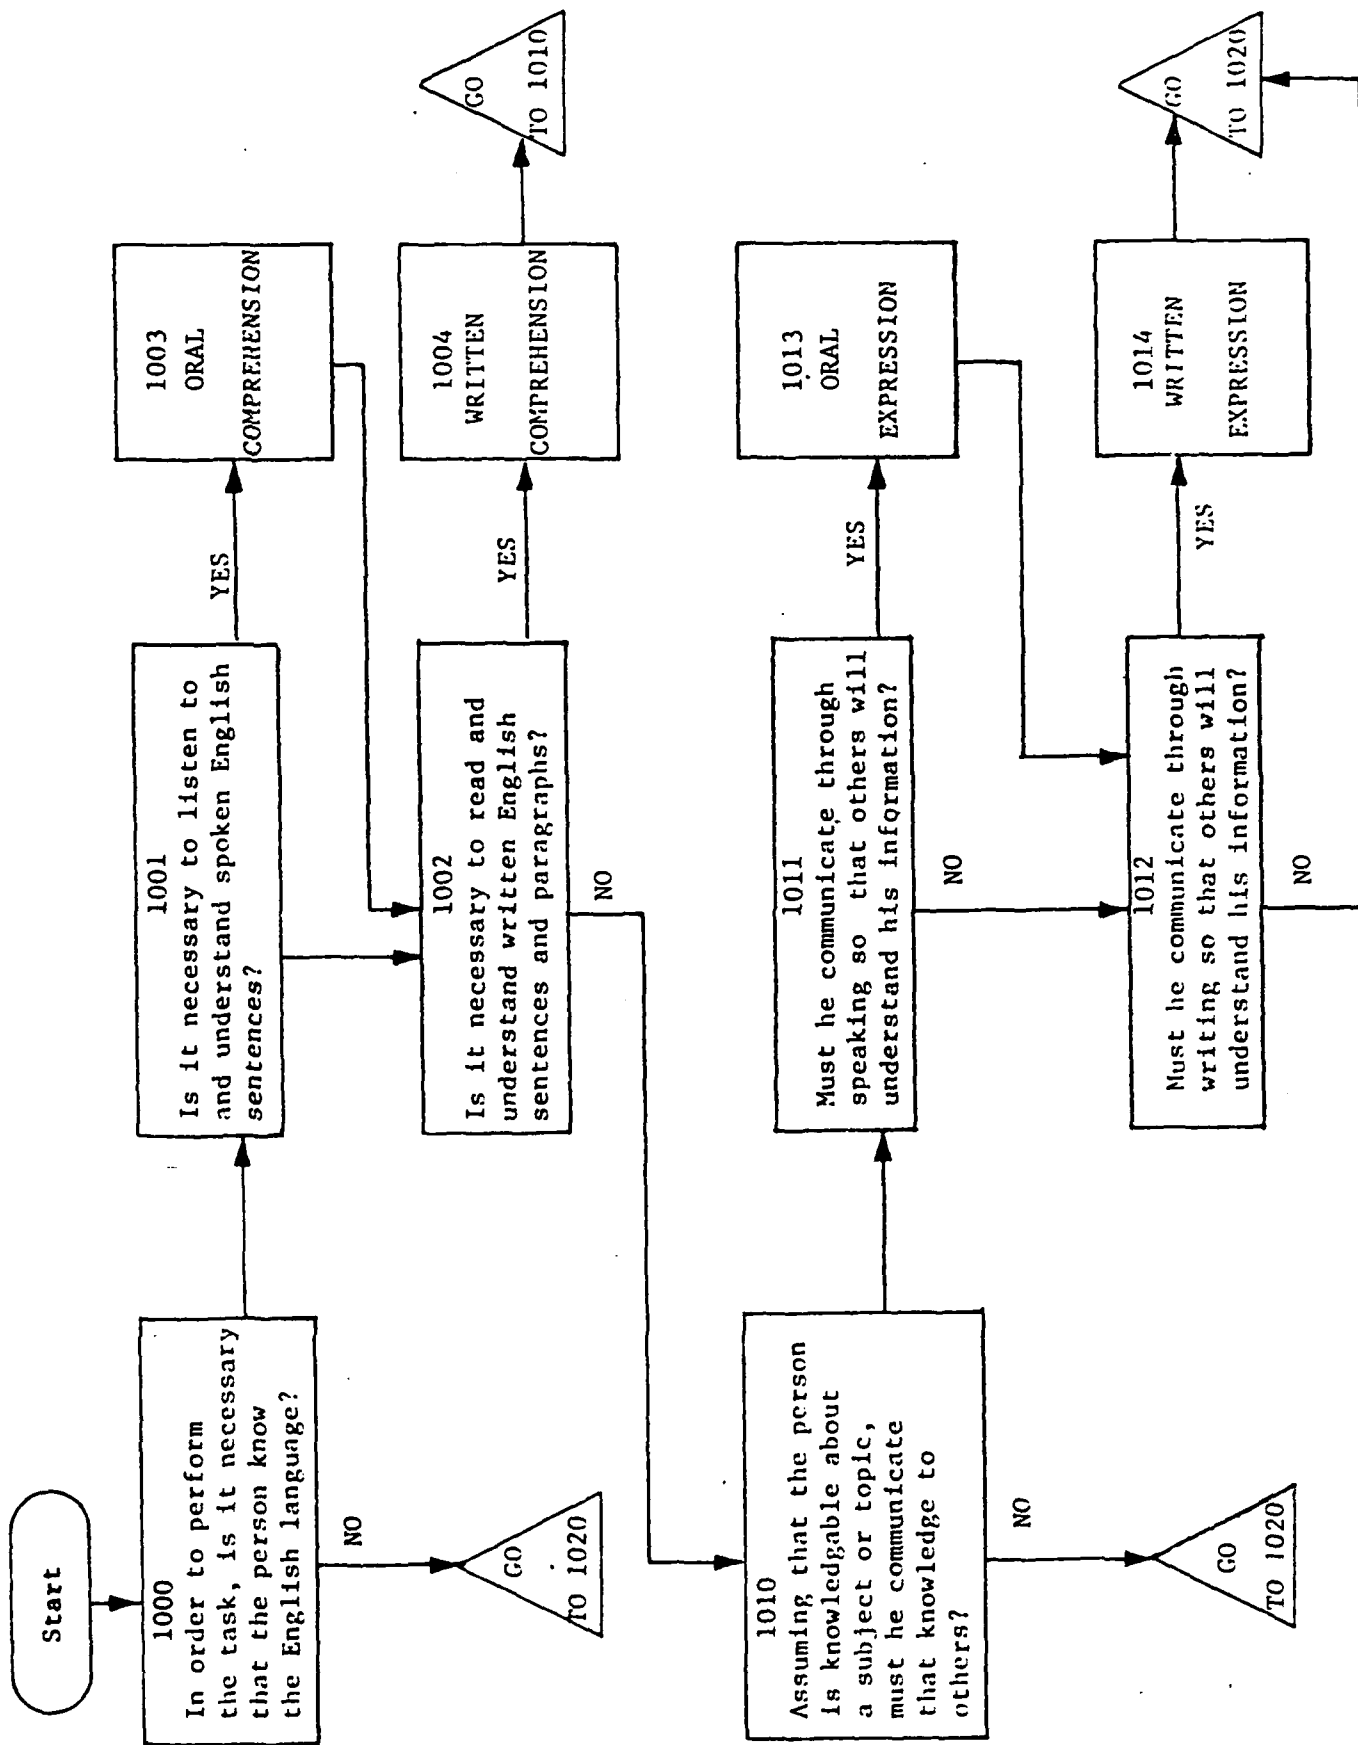 Start
1000
In order to perform
the task, is it necessary
that the person know
the English language?
NO
GO
TO 1020
1001
Is it necessary to listen to
and understand spoken English
sentences?
YES
1003
ORAL
COMPREHENSION
1002
Is it necessary to read and
understand written English
sentences and paragraphs?
YES
NO
1004
WRITTEN
COMPREHENSION
GO
TO 1010
1010
Assuming that the person
is knowledgable about
a subject or topic,
must he communicate
that knowledge to
others?
NO
GO
TO 1020
1011
Must he communicate through
speaking so that others will
understand his information?
YES
NO
1013
ORAL
EXPRESSION
1012
Must he communicate through
writing so that others will
understand his information?
YES
NO
1014
WRITTEN
EXPRESSION
GO
TO 1020